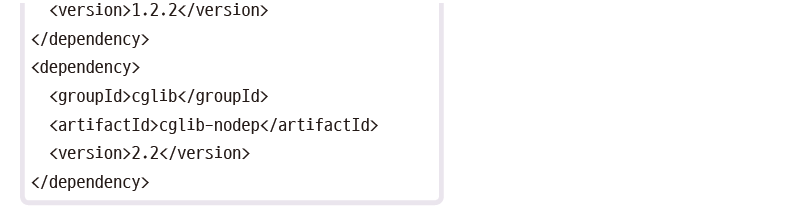 <version>1.2.2</version>
</dependency>
<dependency>
<groupId>cglib</groupId>
<artifactId>cglib-nodep</artifactId>
<version>2.2</version>
</dependency>